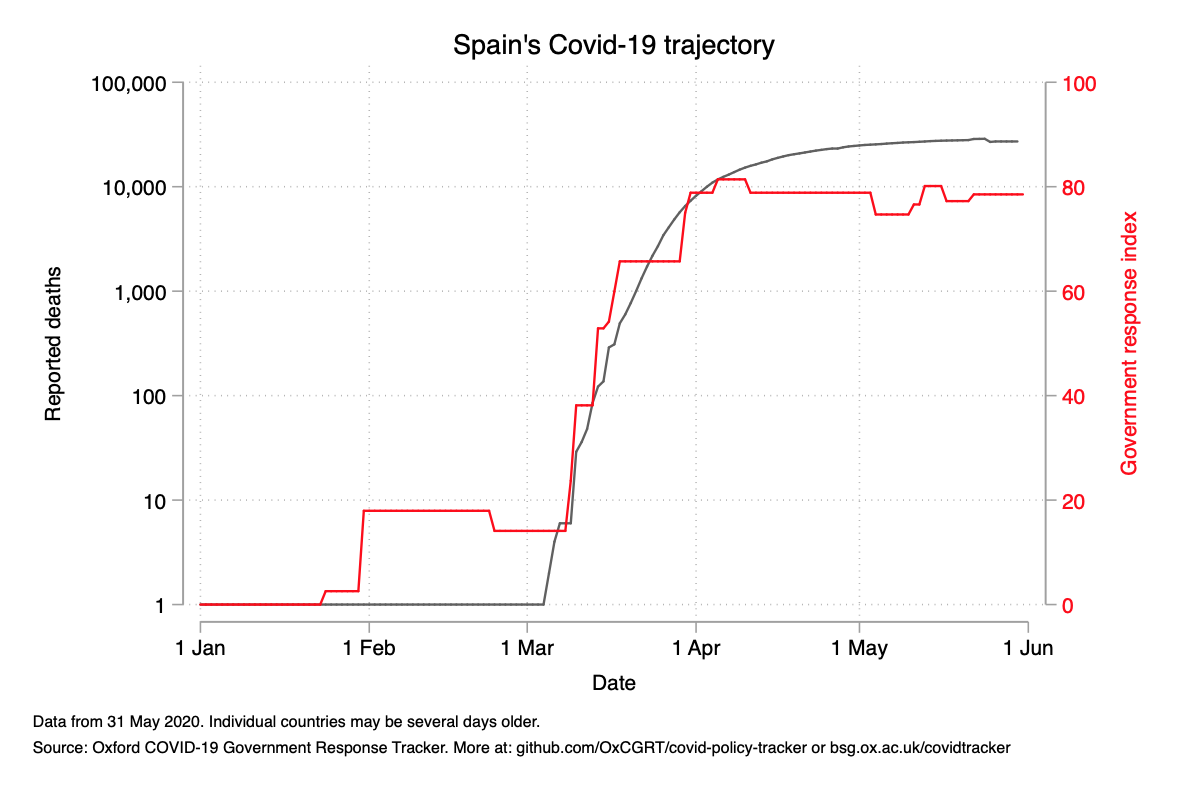 Spain's Covid-19 trajectory
100,000
10,000
1,000
100
10
1
Reported deaths
100
80
60
40
20
0
Government response index
1 Jan
1 Feb
1 Mar
1 Apr
1 May
1 Jun
Date
Data from 31 May 2020. Individual countries may be several days older.
Source: Oxford COVID-19 Government Response Tracker. More at: github.com/OxCGRT/covid-policy-tracker or bsg.ox.ac.uk/covidtracker